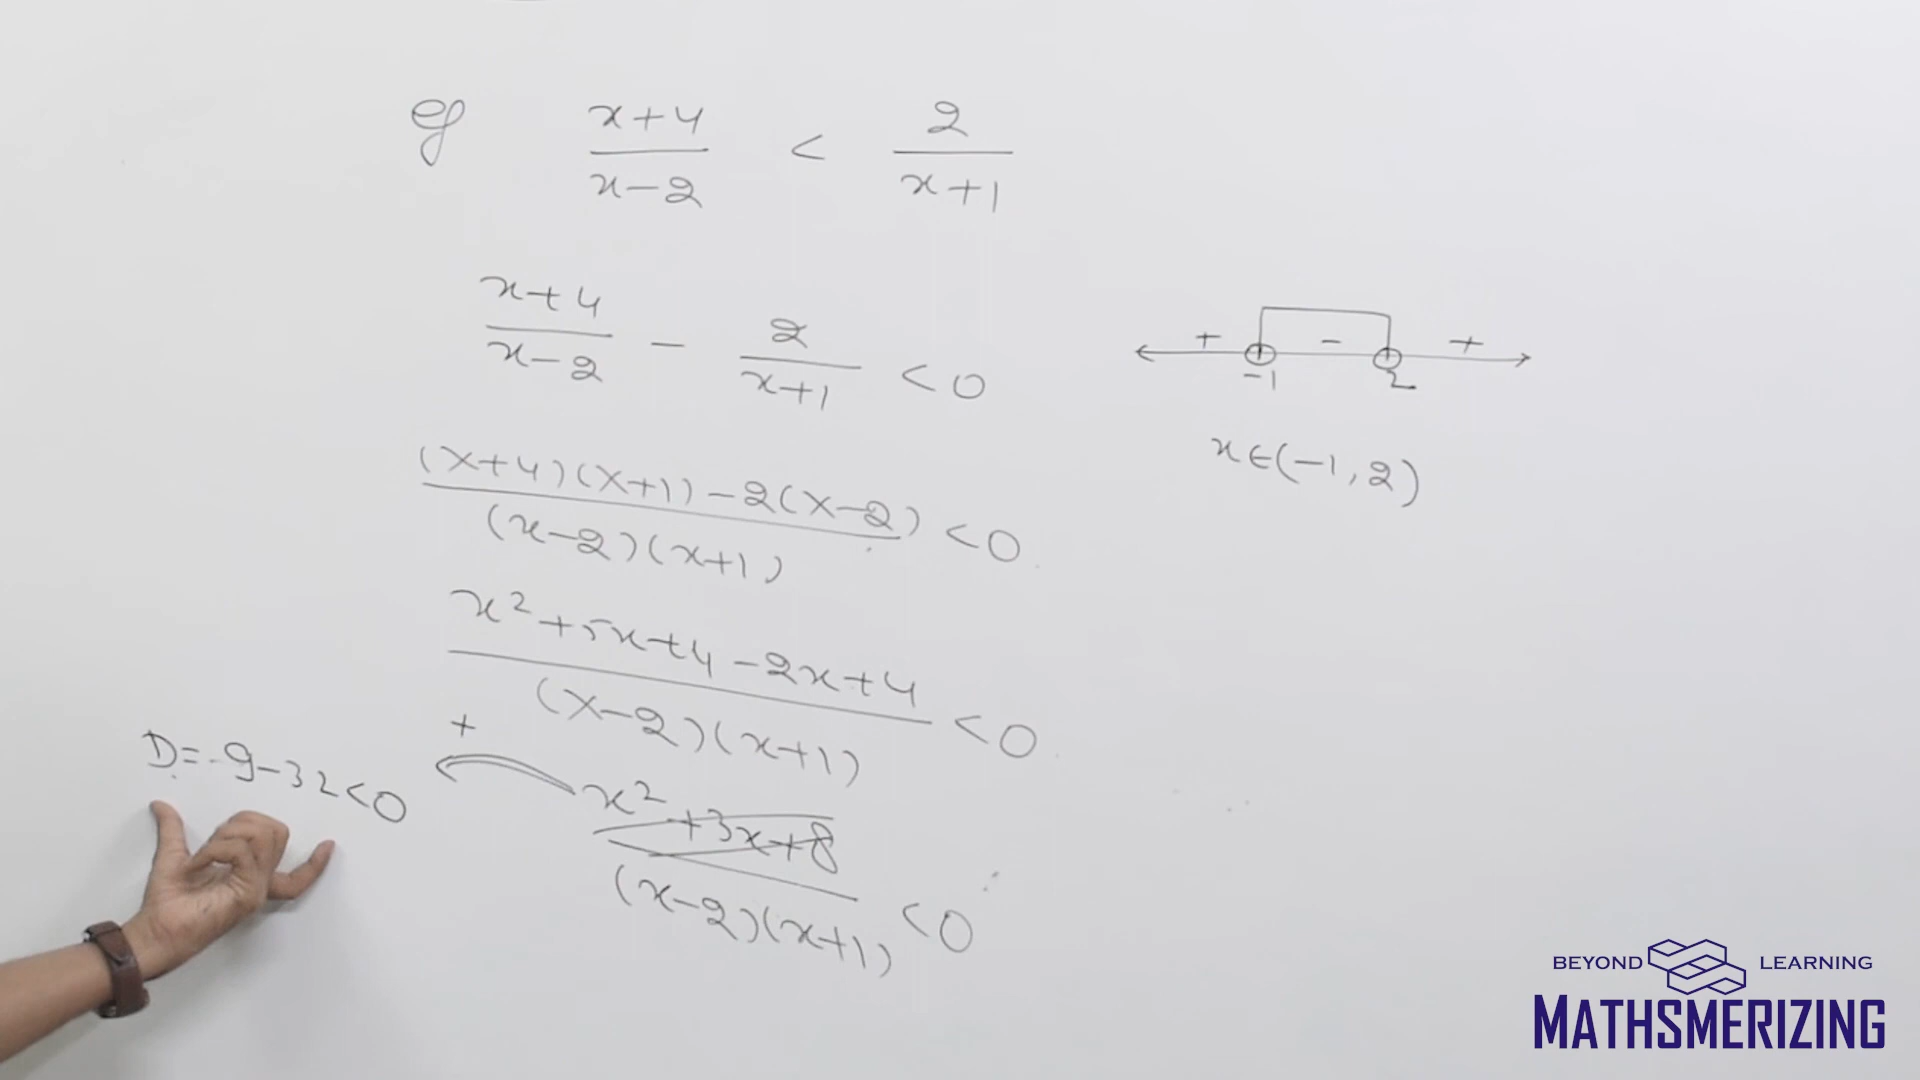 eg x+4/x-2 < 2/x+1
x+4/x-2 - 2/x+1 <0
(x+4)(x+1)-2(x-2)/(x-2)(x+1) <0
x²+5x+4-2x+4/(x-2)(x+1) <0
+
D=9-32<0
x²+3x+8/(x-2)(x+1) <0
+ - +
-1 2
x∈(-1,2)
BEYOND LEARNING
MATHSMERIZING